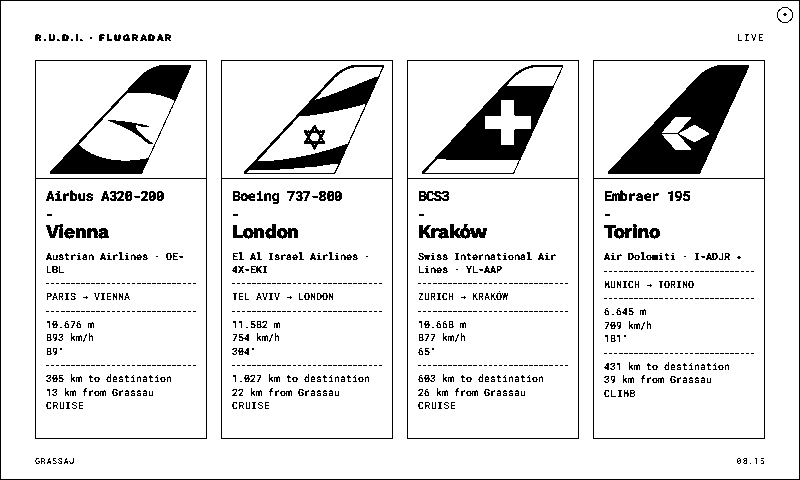 R.U.D.I. · FLUGRADAR
LIVE
Airbus A320-200
-
Vienna
Austrian Airlines · OE-
LBL
PARIS → VIENNA
10.676 m
893 km/h
89°
305 km to destination
13 km from Grassau
CRUISE
Boeing 737-800
-
London
El Al Israel Airlines ·
4X-EKI
TEL AVIV → LONDON
11.582 m
754 km/h
304°
1.027 km to destination
22 km from Grassau
CRUISE
BCS3
-
Kraków
Swiss International Air
Lines · YL-AAP
ZURICH → KRAKÓW
10.668 m
877 km/h
65°
603 km to destination
26 km from Grassau
CRUISE
Embraer 195
-
Torino
Air Dolomiti · I-ADJR ✦
MUNICH → TORINO
6.645 m
709 km/h
181°
431 km to destination
39 km from Grassau
CLIMB
GRASSAU
08.15